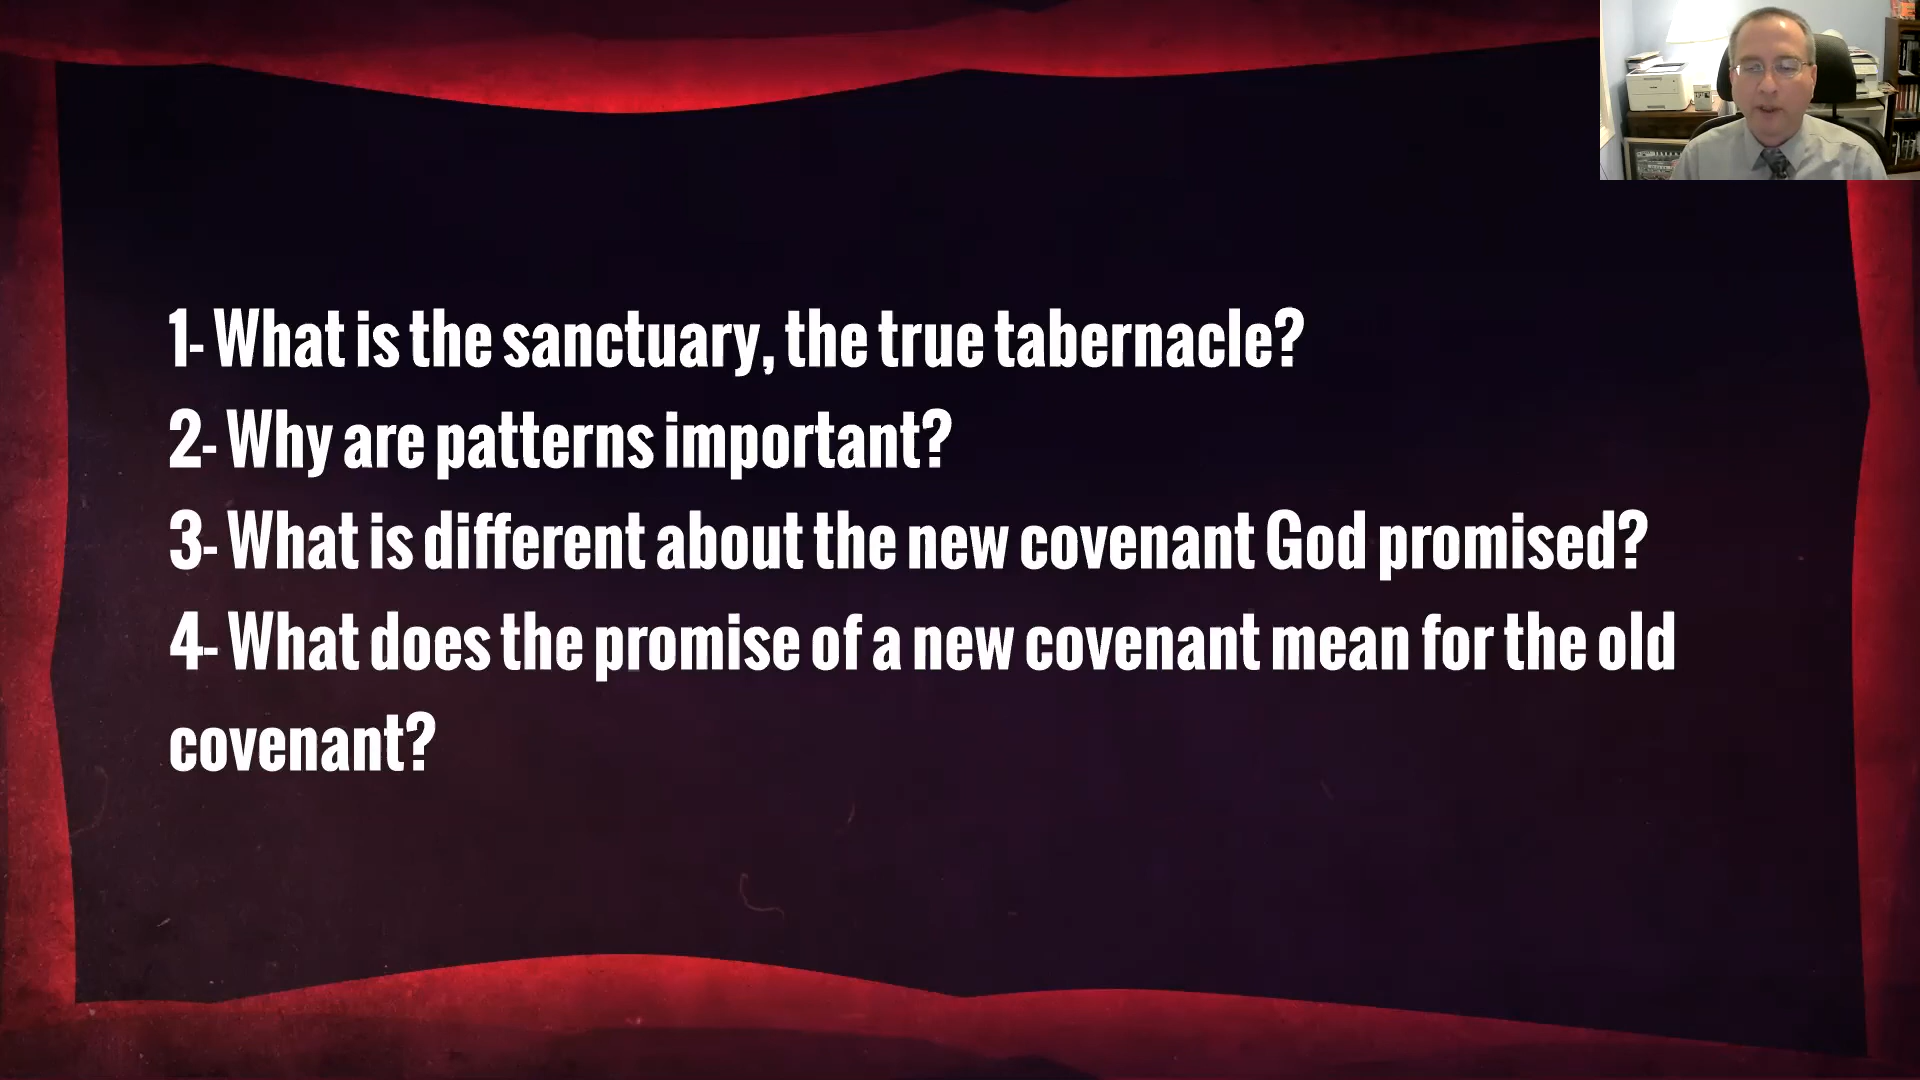 1- What is the sanctuary, the true tabernacle?
2- Why are patterns important?
3- What is different about the new covenant God promised?
4- What does the promise of a new covenant mean for the old
covenant?